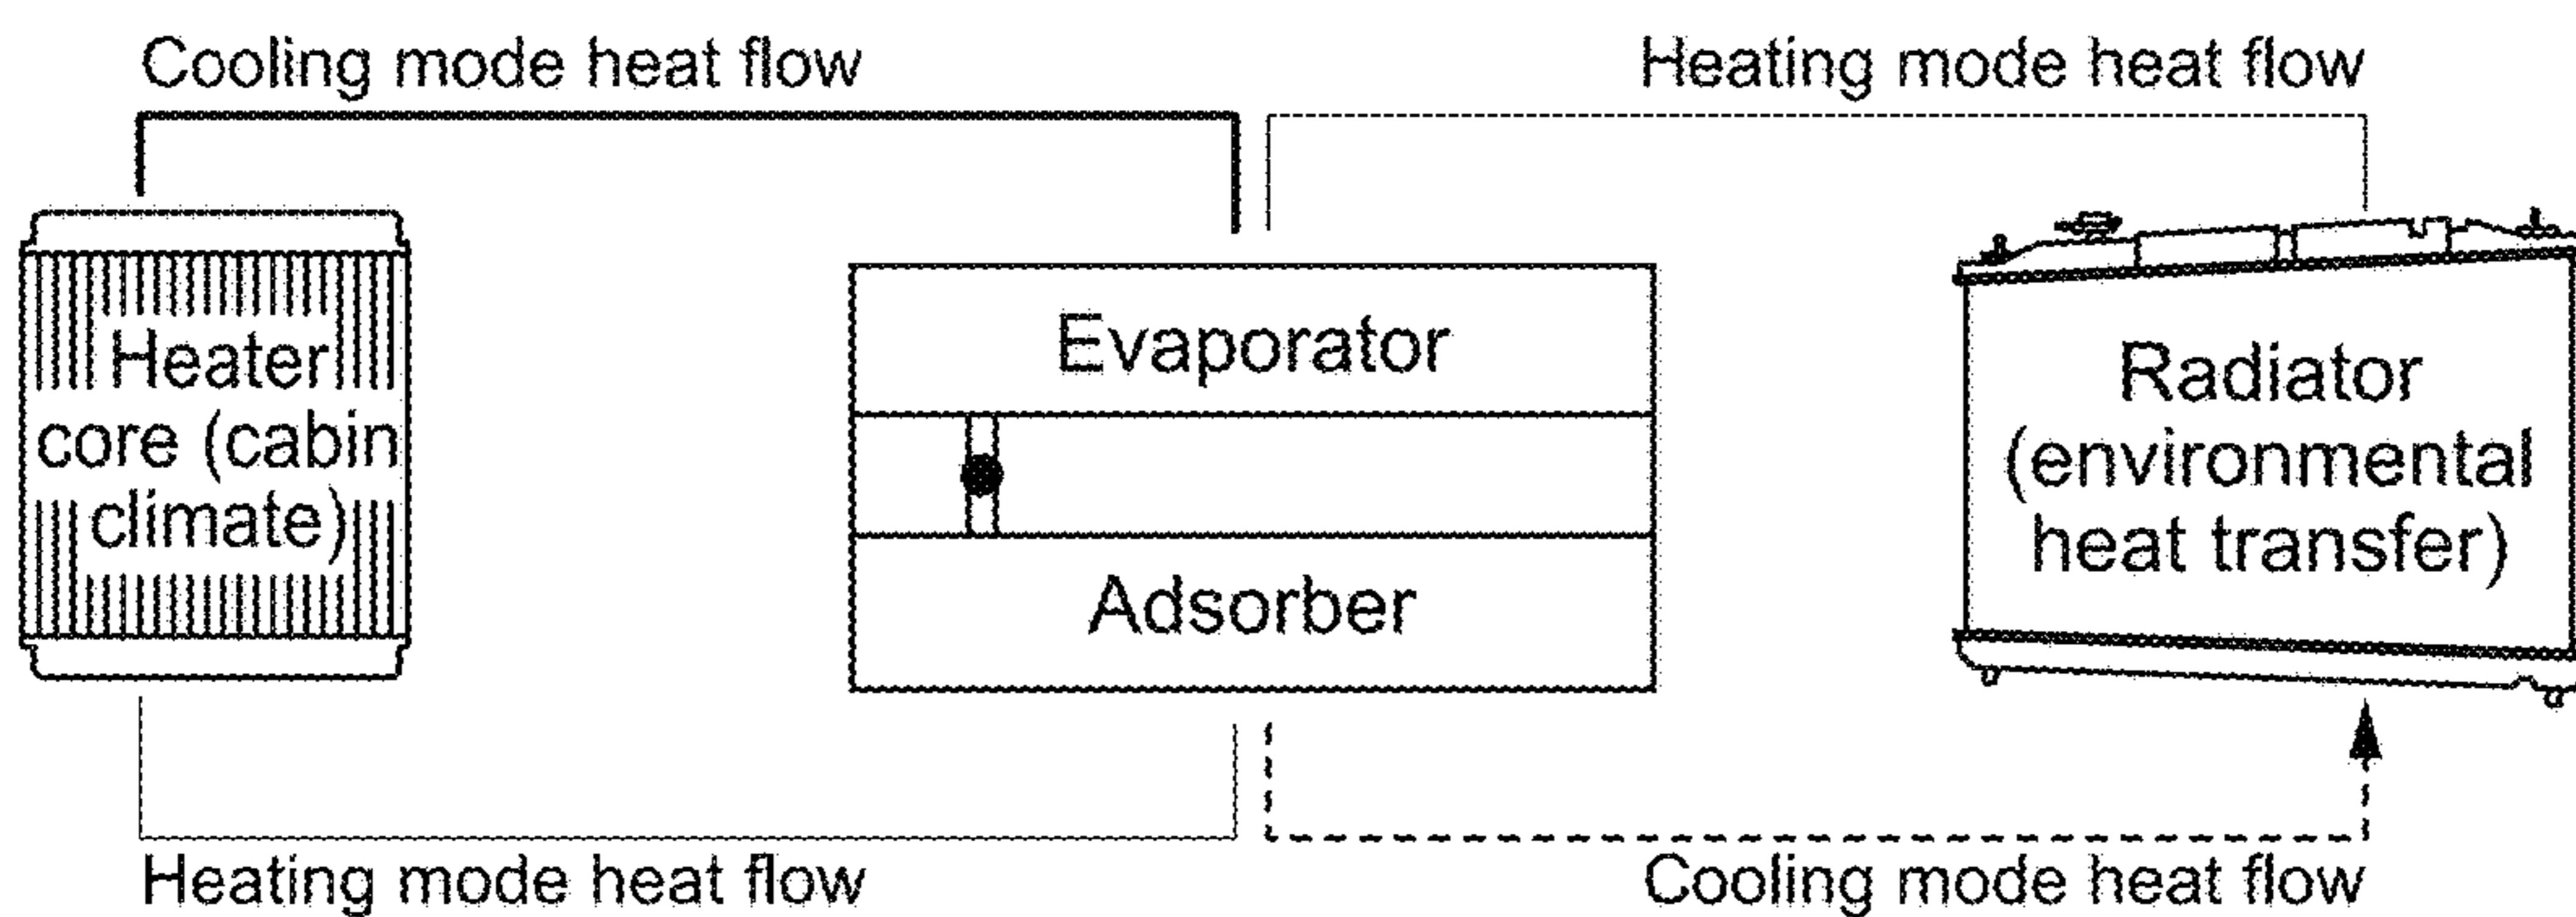 Cooling mode heat flow
Heating mode heat flow
Heater
core (cabin
climate)
Evaporator
Adsorber
Radiator
(environmental
heat transfer)
Heating mode heat flow
Cooling mode heat flow